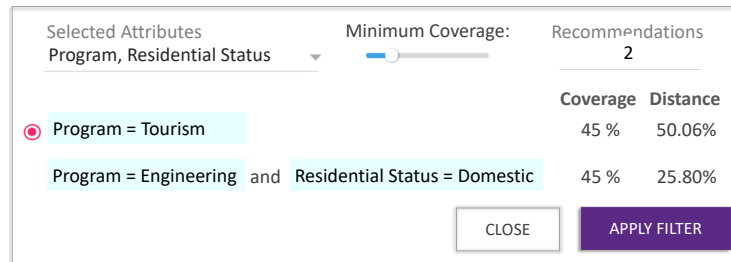 Selected Attributes Minimum Coverage: Recommendations
Program, Residential Status 2
Coverage Distance
Program = Tourism 45 % 50.06%
Program = Engineering and Residential Status = Domestic 45 % 25.80%
CLOSE APPLY FILTER